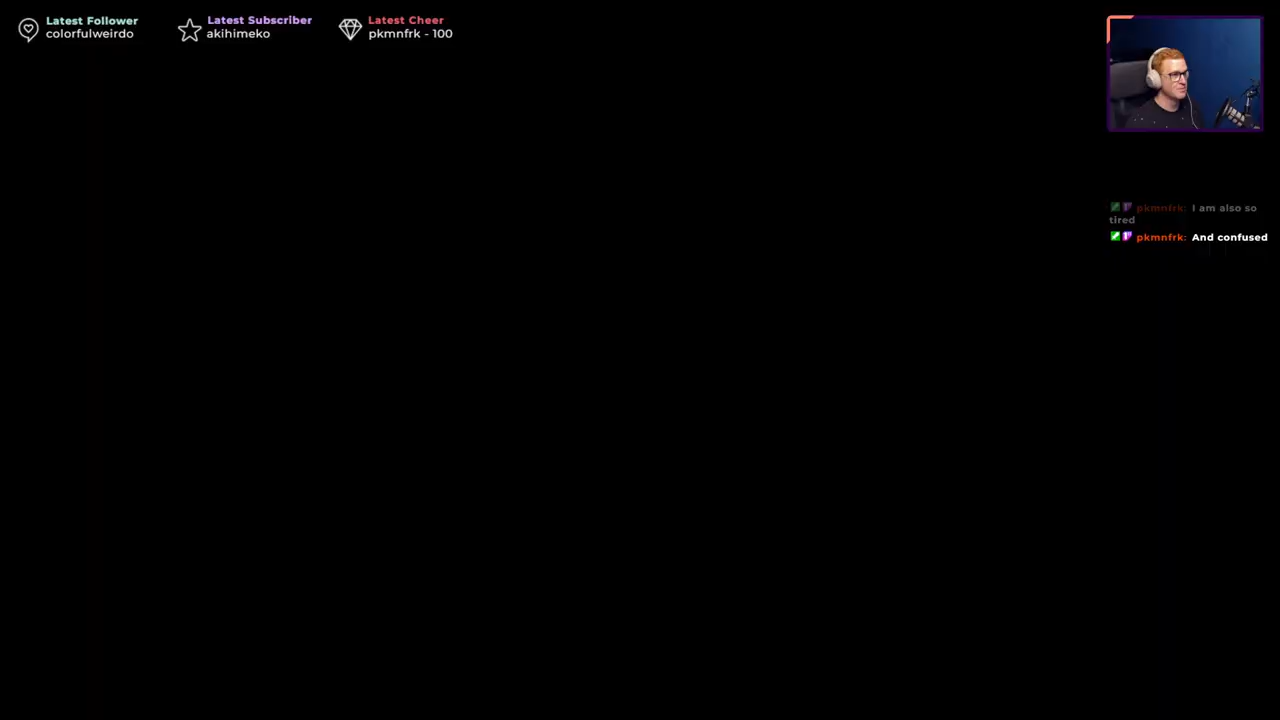 Latest Follower
colorfulweirdo
Latest Subscriber
akihimeko
Latest Cheer
pkmnfrk - 100
pkmnfrk: I am also so
tired
pkmnfrk: And confused